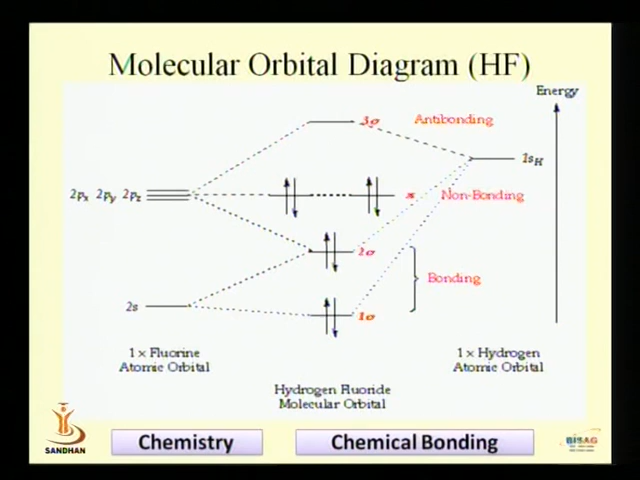 Molecular Orbital Diagram (HF)
Energy
3σ Antibonding
1sH
2px 2py 2pz
π Non-Bonding
2σ
Bonding
2s
1σ
1 × Fluorine
Atomic Orbital
1 × Hydrogen
Atomic Orbital
Hydrogen Fluoride
Molecular Orbital
SANDHAN
Chemistry
Chemical Bonding
BISAG